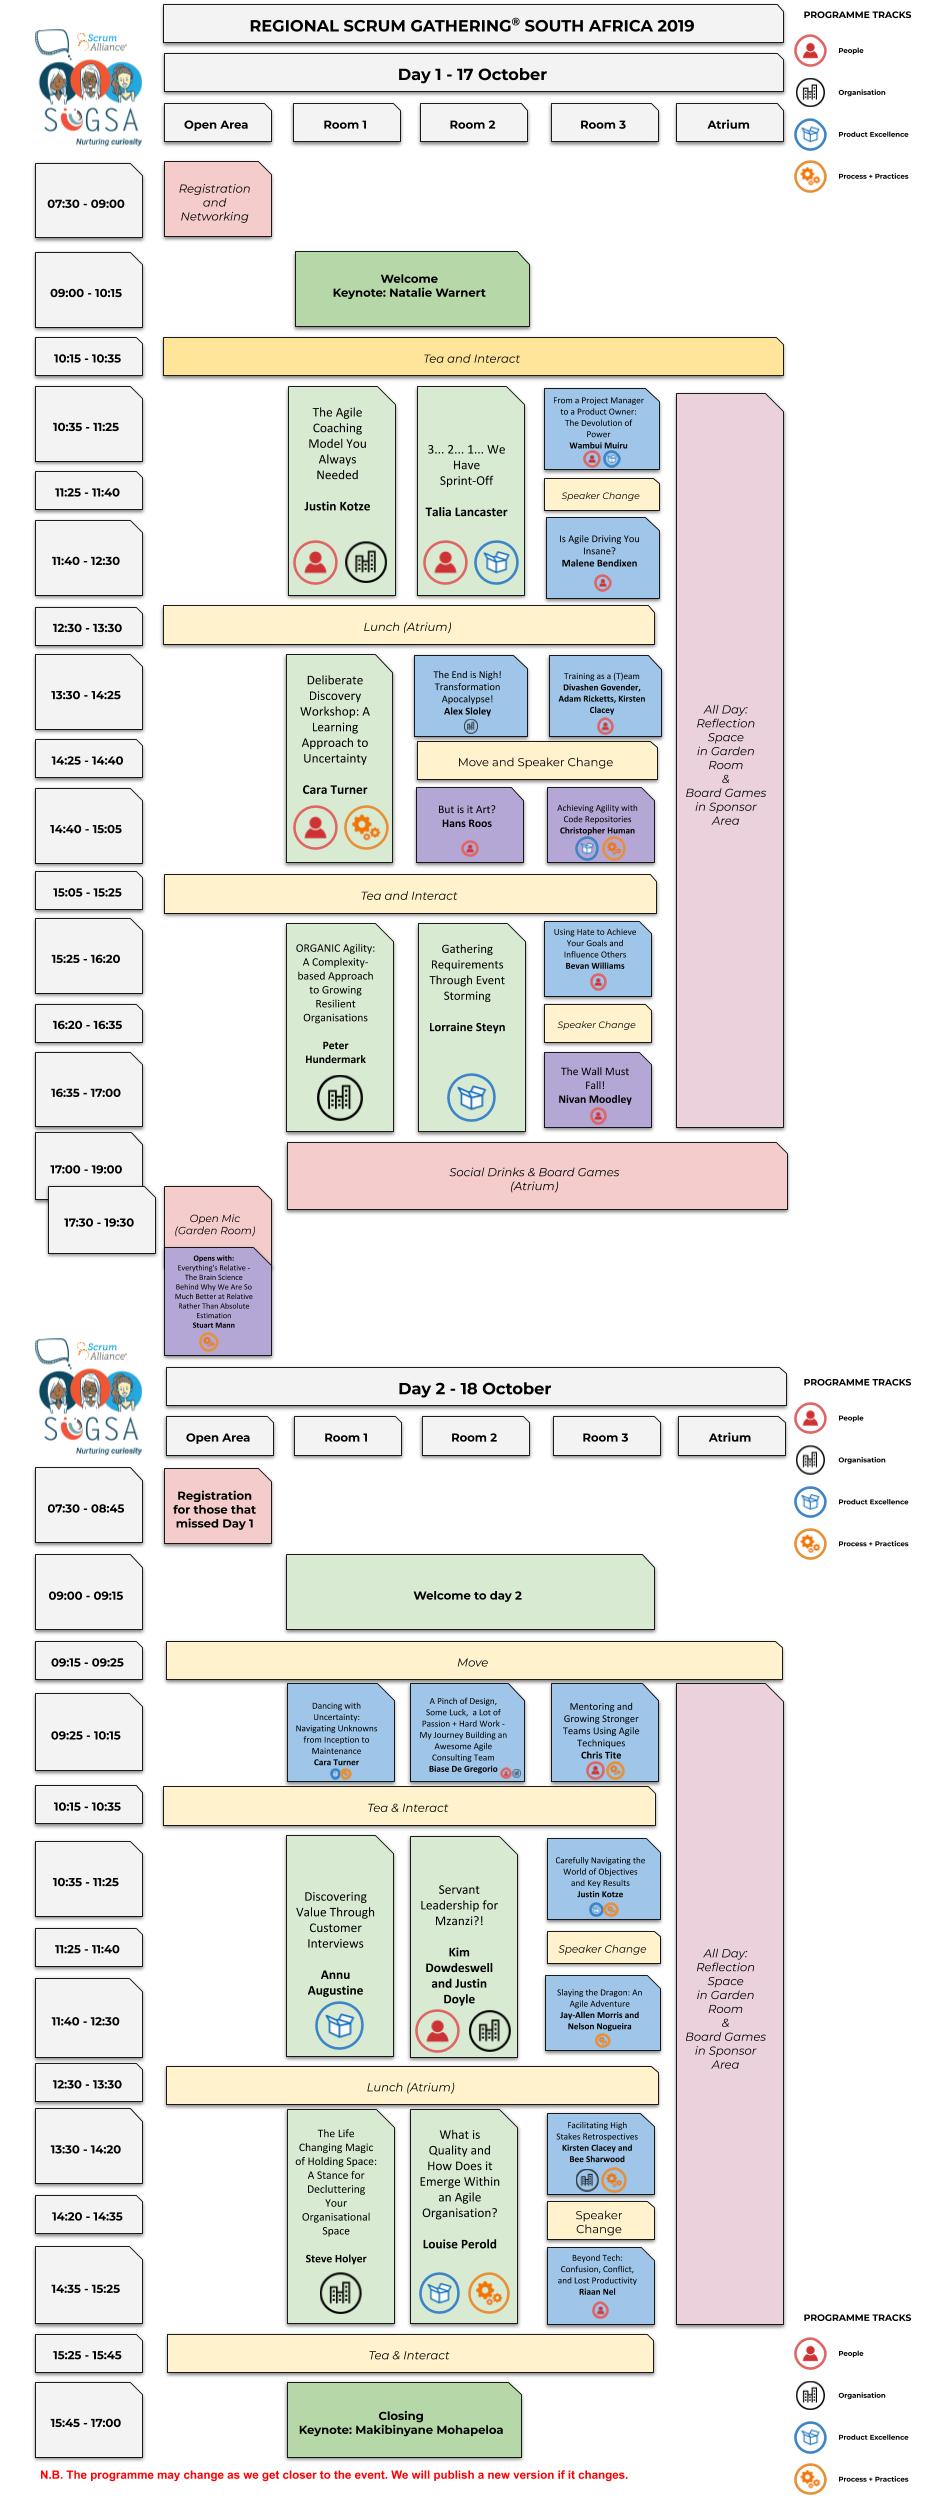 REGIONAL SCRUM GATHERING® SOUTH AFRICA 2019
PROGRAMME TRACKS
People
Organisation
Product Excellence
Process + Practices
Scrum
Alliance®
SUGSA
Nurturing curiosity
Day 1 - 17 October
Open Area
Room 1
Room 2
Room 3
Atrium
07:30 - 09:00
Registration
and
Networking
09:00 - 10:15
Welcome
Keynote: Natalie Warnert
10:15 - 10:35
Tea and Interact
10:35 - 11:25
11:25 - 11:40
11:40 - 12:30
The Agile
Coaching
Model You
Always
Needed
Justin Kotze
3... 2... 1... We
Have
Sprint-Off
Talia Lancaster
From a Project Manager
to a Product Owner:
The Devolution of
Power
Wambui Muiru
Speaker Change
Is Agile Driving You
Insane?
Malene Bendixen
All Day:
Reflection
Space
in Garden
Room
&
Board Games
in Sponsor
Area
12:30 - 13:30
Lunch (Atrium)
13:30 - 14:25
14:25 - 14:40
14:40 - 15:05
Deliberate
Discovery
Workshop: A
Learning
Approach to
Uncertainty
Cara Turner
The End is Nigh!
Transformation
Apocalypse!
Alex Sloley
Training as a (T)eam
Divashen Govender,
Adam Ricketts, Kirsten
Clacey
Move and Speaker Change
But is it Art?
Hans Roos
Achieving Agility with
Code Repositories
Christopher Human
15:05 - 15:25
Tea and Interact
15:25 - 16:20
16:20 - 16:35
16:35 - 17:00
ORGANIC Agility:
A Complexity-
based Approach
to Growing
Resilient
Organisations
Peter
Hundermark
Gathering
Requirements
Through Event
Storming
Lorraine Steyn
Using Hate to Achieve
Your Goals and
Influence Others
Bevan Williams
Speaker Change
The Wall Must
Fall!
Nivan Moodley
17:00 - 19:00
Social Drinks & Board Games
(Atrium)
17:30 - 19:30
Open Mic
(Garden Room)
Opens with:
Everything's Relative -
The Brain Science
Behind Why We Are So
Much Better at Relative
Rather Than Absolute
Estimation
Stuart Mann
Scrum
Alliance®
SUGSA
Nurturing curiosity
Day 2 - 18 October
PROGRAMME TRACKS
People
Organisation
Product Excellence
Process + Practices
Open Area
Room 1
Room 2
Room 3
Atrium
07:30 - 08:45
Registration
for those that
missed Day 1
09:00 - 09:15
Welcome to day 2
09:15 - 09:25
Move
09:25 - 10:15
Dancing with
Uncertainty:
Navigating Unknowns
from Inception to
Maintenance
Cara Turner
A Pinch of Design,
Some Luck, a Lot of
Passion + Hard Work -
My Journey Building an
Awesome Agile
Consulting Team
Biase De Gregorio
Mentoring and
Growing Stronger
Teams Using Agile
Techniques
Chris Tite
10:15 - 10:35
Tea & Interact
10:35 - 11:25
11:25 - 11:40
11:40 - 12:30
Discovering
Value Through
Customer
Interviews
Annu
Augustine
Servant
Leadership for
Mzanzi?!
Kim
Dowdeswell
and Justin
Doyle
Carefully Navigating the
World of Objectives
and Key Results
Justin Kotze
Speaker Change
Slaying the Dragon: An
Agile Adventure
Jay-Allen Morris and
Nelson Nogueira
All Day:
Reflection
Space
in Garden
Room
&
Board Games
in Sponsor
Area
12:30 - 13:30
Lunch (Atrium)
13:30 - 14:20
14:20 - 14:35
14:35 - 15:25
The Life
Changing Magic
of Holding Space:
A Stance for
Decluttering
Your
Organisational
Space
Steve Holyer
What is
Quality and
How Does it
Emerge Within
an Agile
Organisation?
Louise Perold
Facilitating High
Stakes Retrospectives
Kirsten Clacey and
Bee Sharwood
Speaker
Change
Beyond Tech:
Confusion, Conflict,
and Lost Productivity
Riaan Nel
15:25 - 15:45
Tea & Interact
15:45 - 17:00
Closing
Keynote: Makibinyane Mohapeloa
PROGRAMME TRACKS
People
Organisation
Product Excellence
Process + Practices
N.B. The programme may change as we get closer to the event. We will publish a new version if it changes.